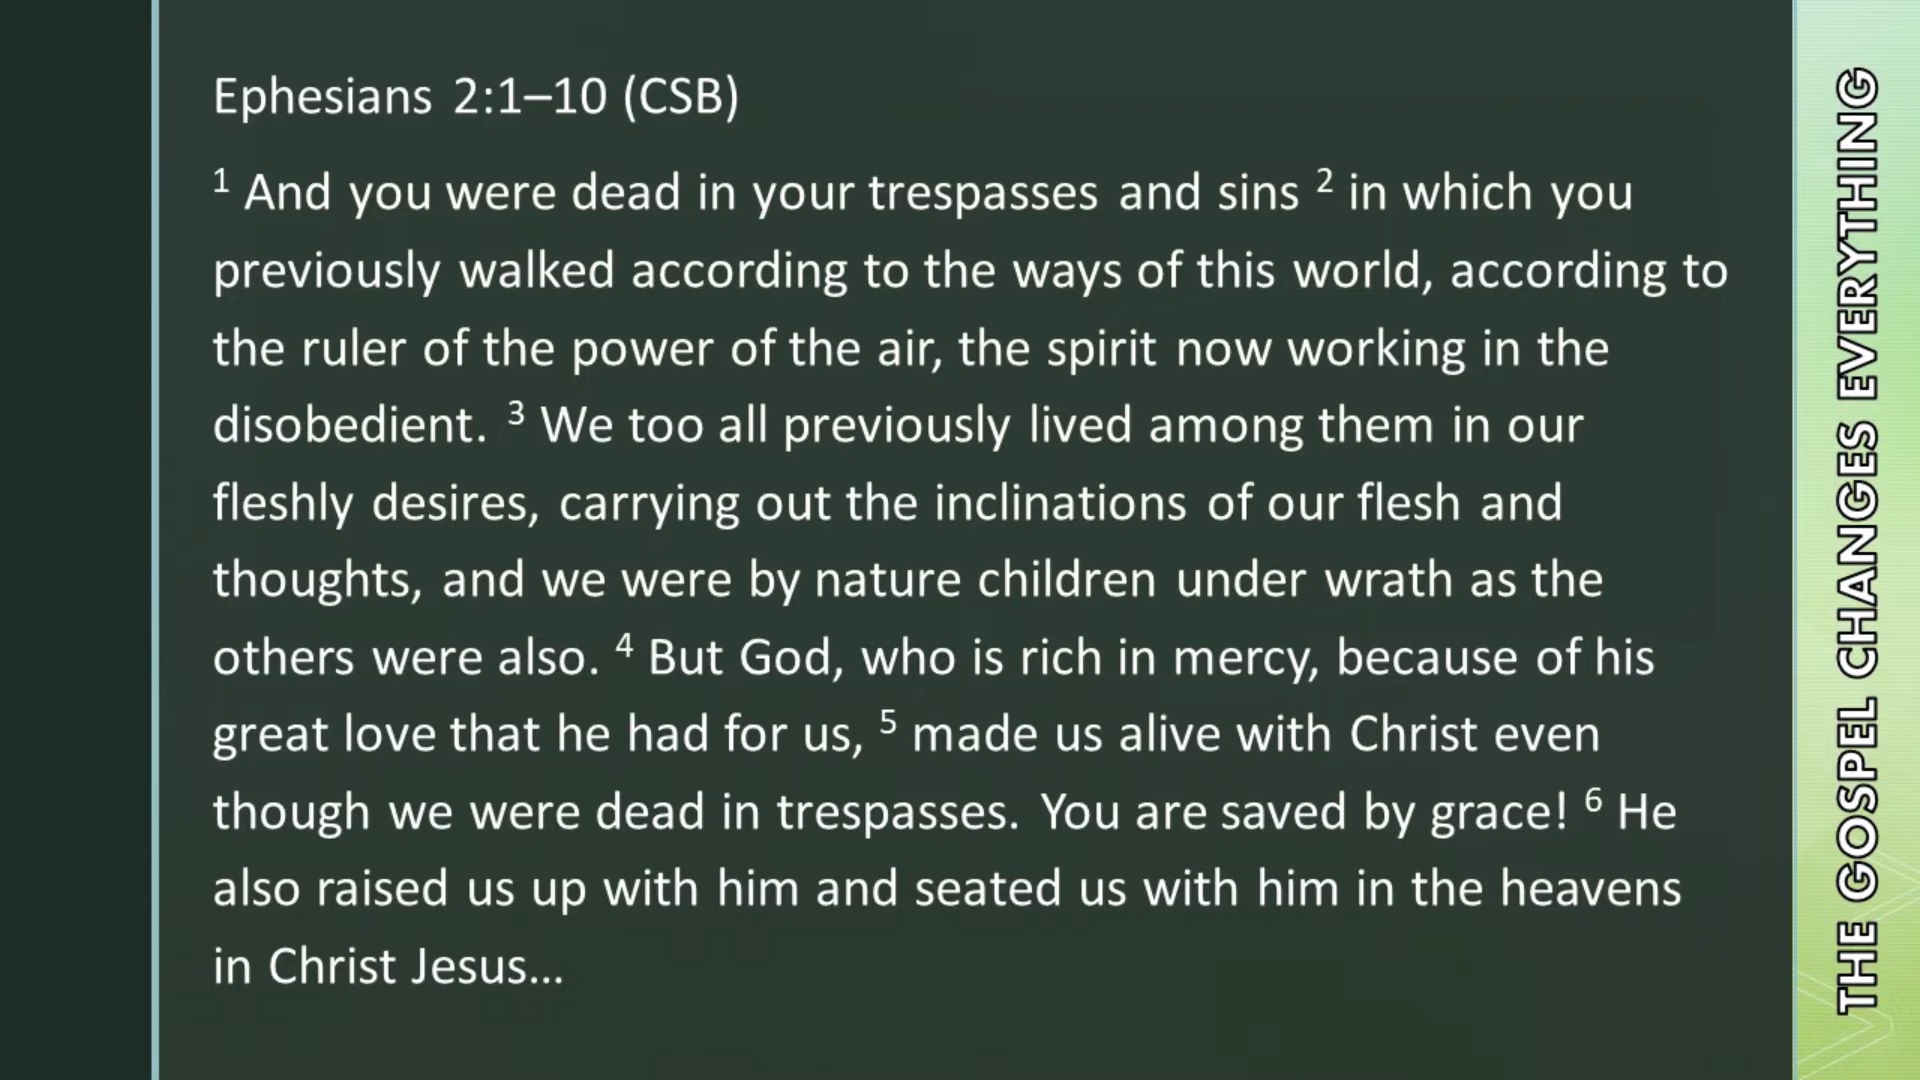 Ephesians 2:1–10 (CSB)
¹ And you were dead in your trespasses and sins ² in which you
previously walked according to the ways of this world, according to
the ruler of the power of the air, the spirit now working in the
disobedient. ³ We too all previously lived among them in our
fleshly desires, carrying out the inclinations of our flesh and
thoughts, and we were by nature children under wrath as the
others were also. ⁴ But God, who is rich in mercy, because of his
great love that he had for us, ⁵ made us alive with Christ even
though we were dead in trespasses. You are saved by grace! ⁶ He
also raised us up with him and seated us with him in the heavens
in Christ Jesus...
THE GOSPEL CHANGES EVERYTHING